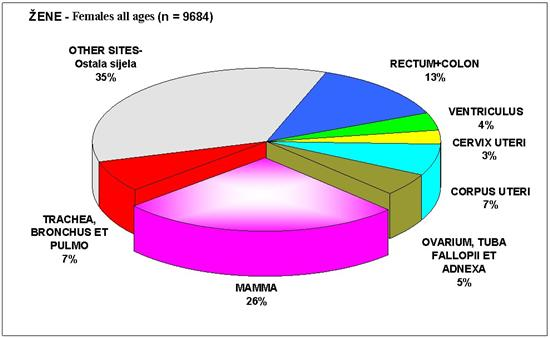 ŽENE - Females all ages (n = 9684)
OTHER SITES-
Ostala sijela
35%
RECTUM+COLON
13%
VENTRICULUS
4%
CERVIX UTERI
3%
CORPUS UTERI
7%
OVARIUM, TUBA
FALLOPII ET
ADNEXA
5%
MAMMA
26%
TRACHEA,
BRONCHUS ET
PULMO
7%